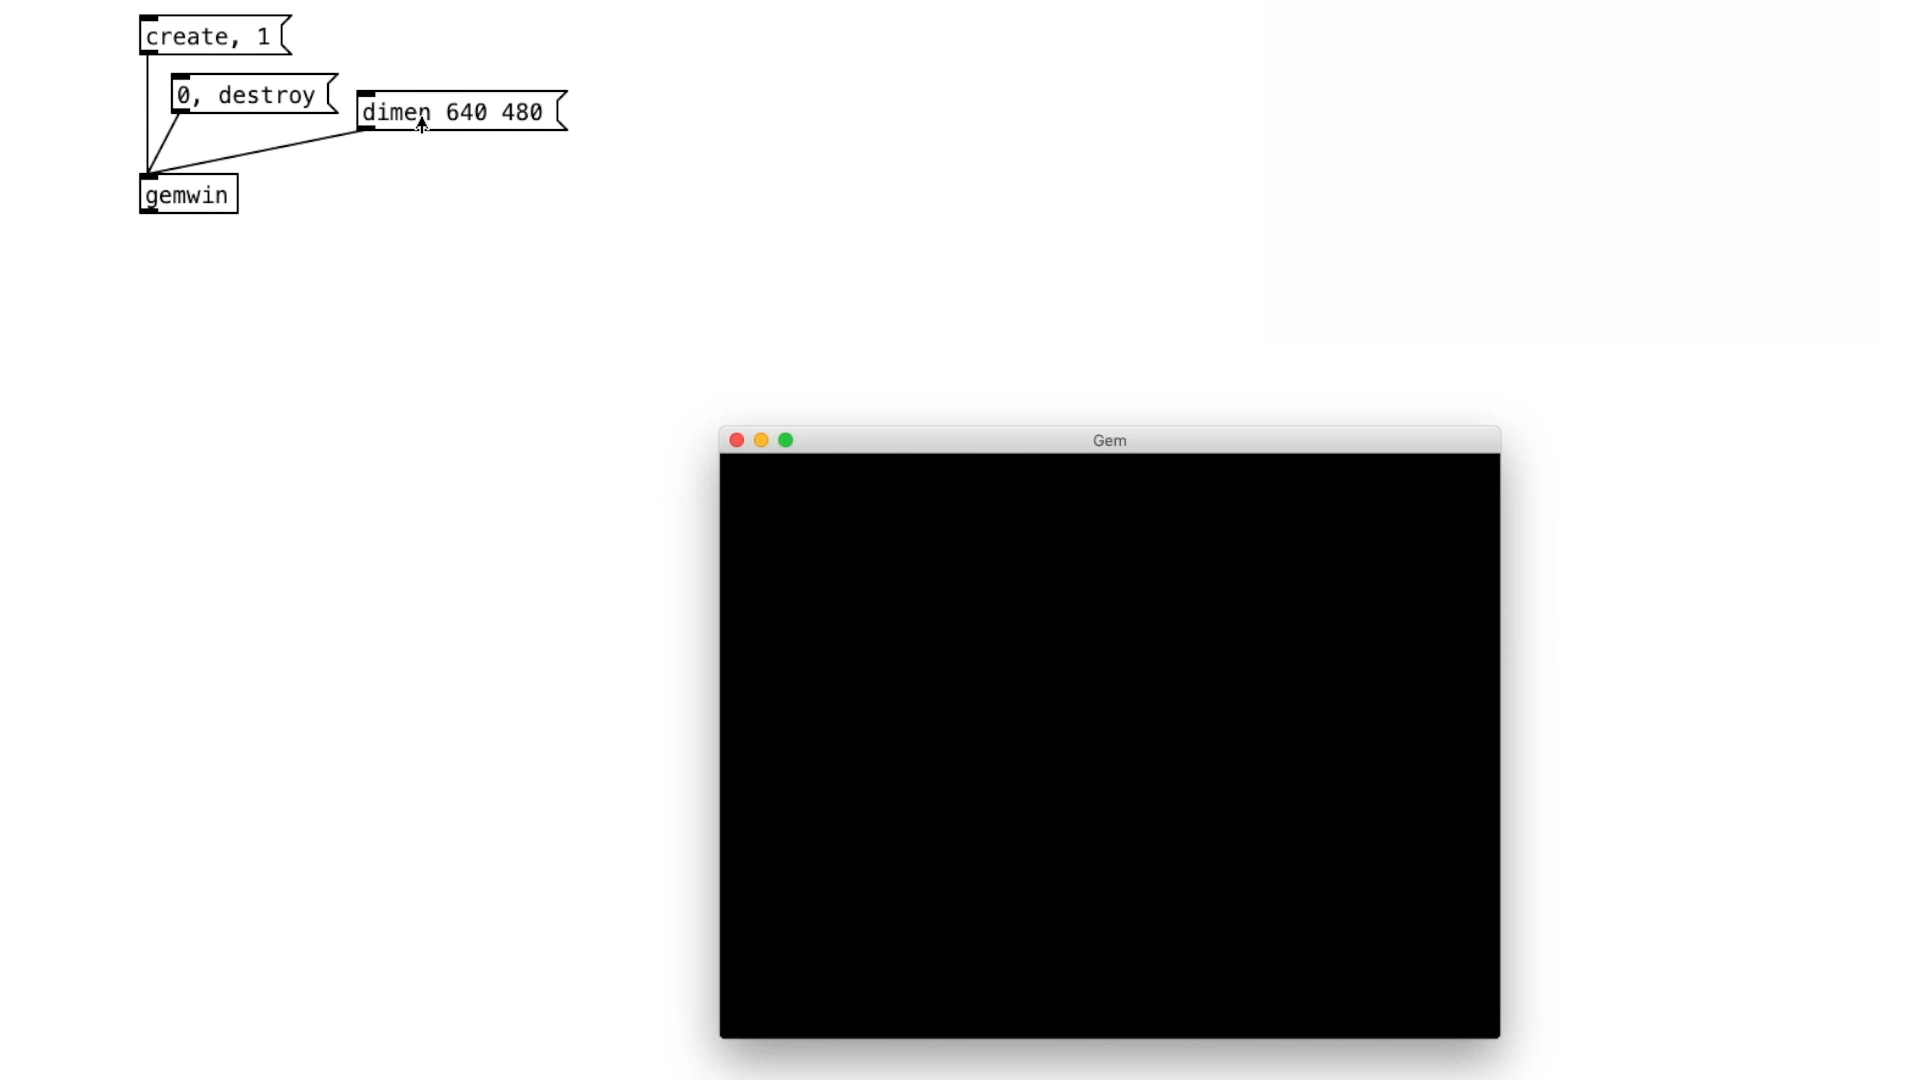 create, 1
0, destroy
dimen 640 480
gemwin
Gem